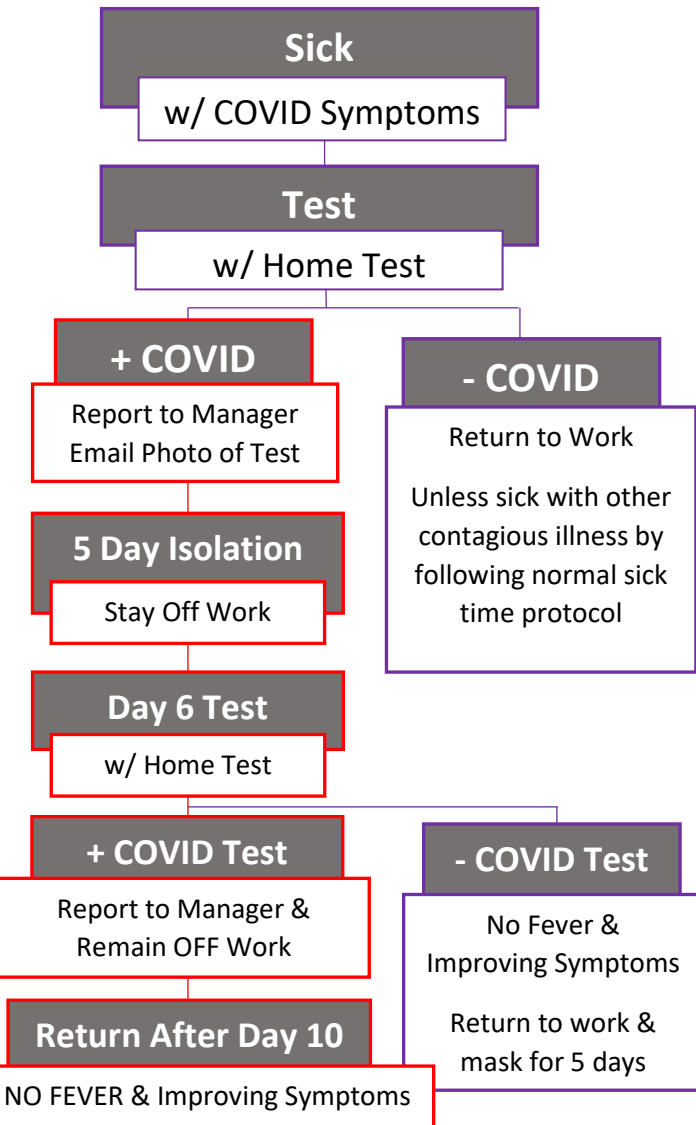 Sick
w/ COVID Symptoms
Test
w/ Home Test
+ COVID
Report to Manager
Email Photo of Test
- COVID
Return to Work
Unless sick with other
contagious illness by
following normal sick
time protocol
5 Day Isolation
Stay Off Work
Day 6 Test
w/ Home Test
+ COVID Test
Report to Manager &
Remain OFF Work
- COVID Test
No Fever &
Improving Symptoms
Return to work &
mask for 5 days
Return After Day 10
NO FEVER & Improving Symptoms